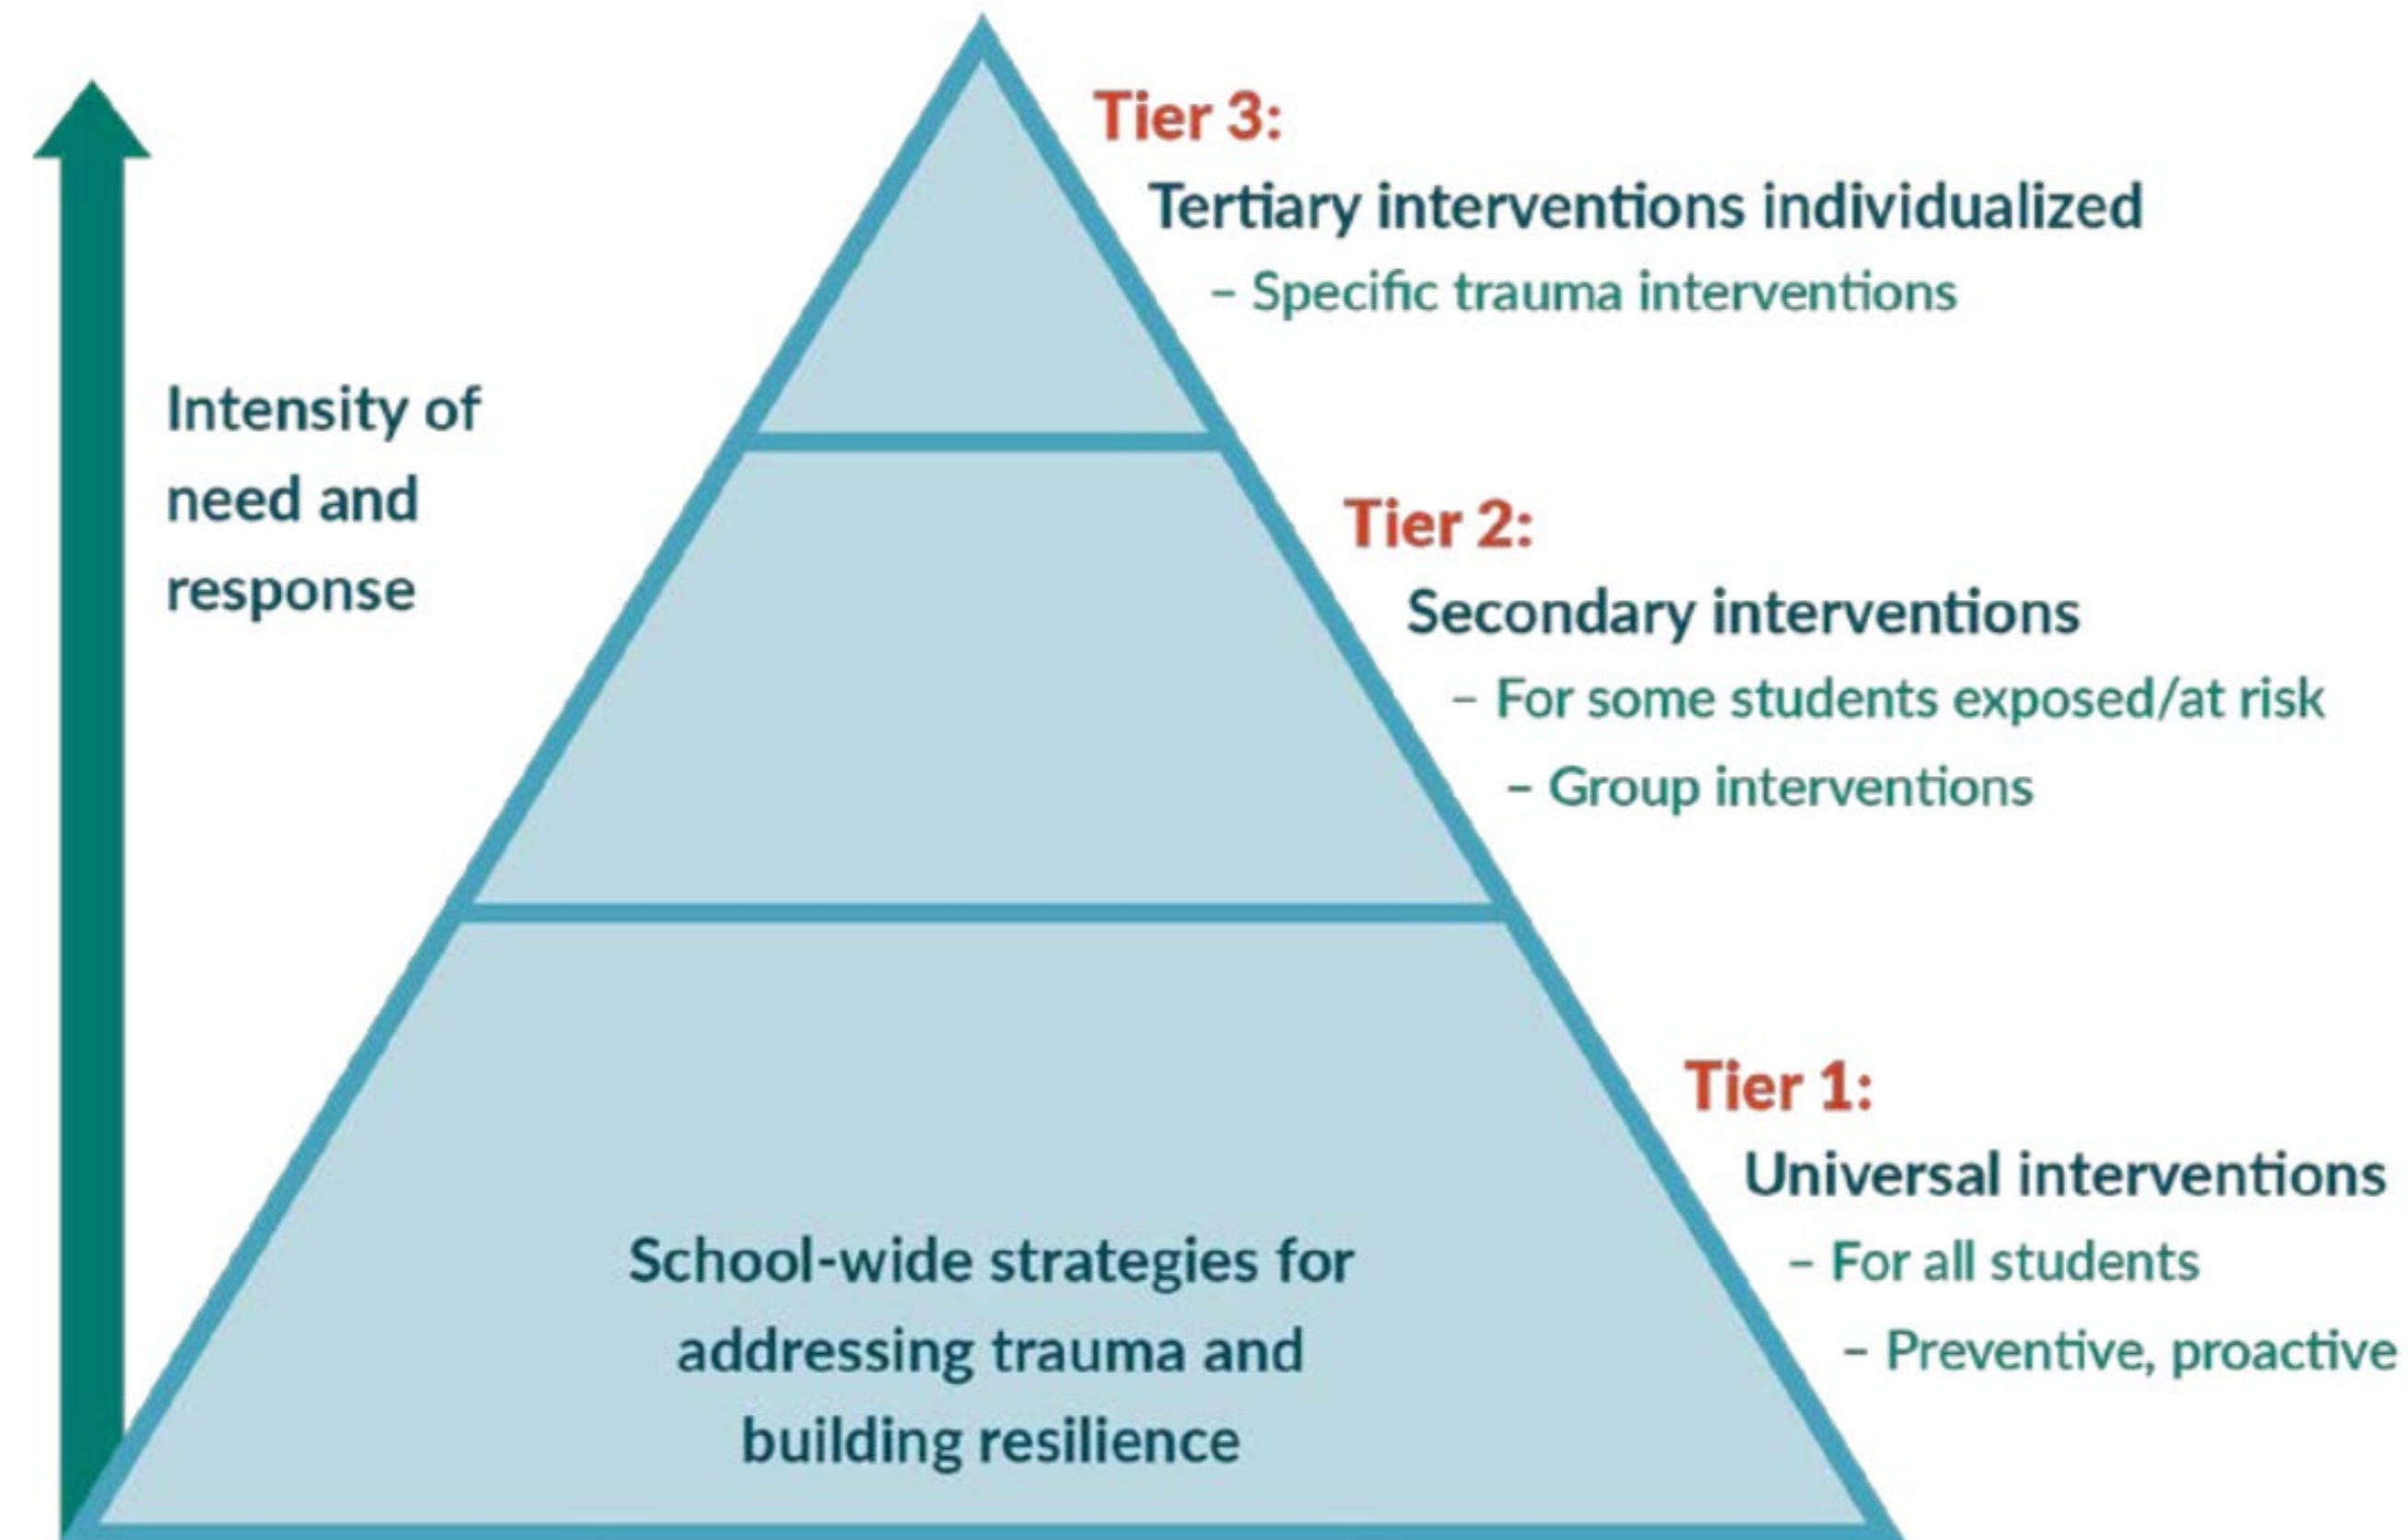 Tier 3:
Tertiary interventions individualized
– Specific trauma interventions
Intensity of
need and
response
Tier 2:
Secondary interventions
– For some students exposed/at risk
– Group interventions
Tier 1:
Universal interventions
– For all students
– Preventive, proactive
School-wide strategies for
addressing trauma and
building resilience